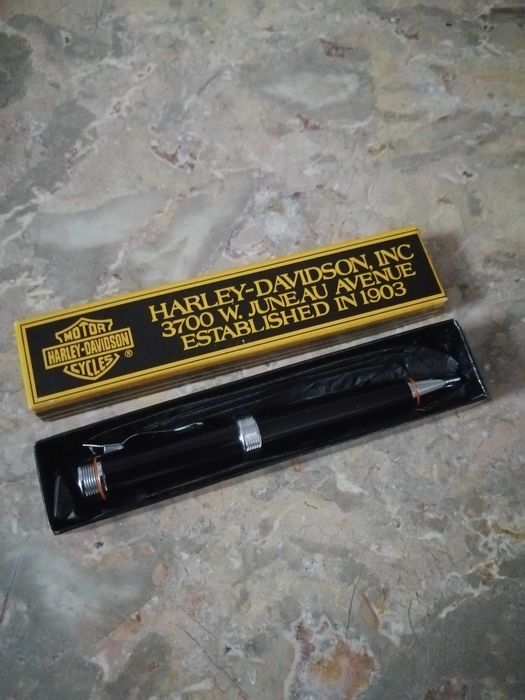 MOTOR
HARLEY-DAVIDSON
CYCLES
®
HARLEY-DAVIDSON, INC
3700 W. JUNEAU AVENUE
ESTABLISHED IN 1903